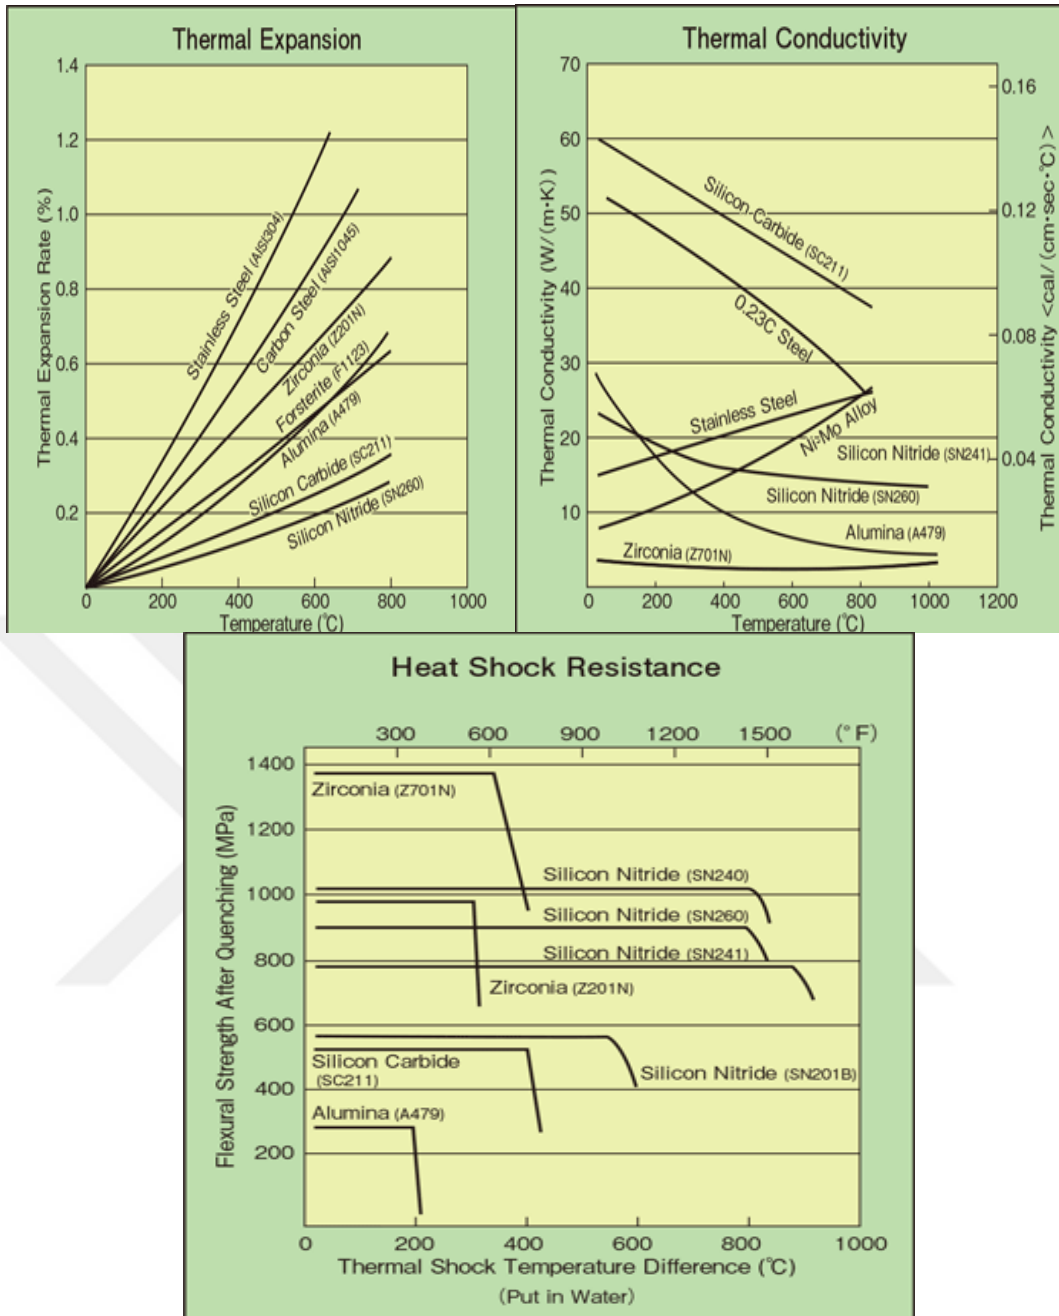 Thermal Expansion
Thermal Expansion Rate (%)
1.4
1.2
1.0
0.8
0.6
0.4
0.2
0
200
400
600
800
1000
Temperature (℃)
Stainless Steel (AISI304)
Carbon Steel (AISI1045)
Zirconia (Z201N)
Forsterite (F1123)
Alumina (A479)
Silicon Carbide (SC211)
Silicon Nitride (SN260)
Thermal Conductivity
Thermal Conductivity (W/(m・K))
70
60
50
40
30
20
10
0
200
400
600
800
1000
1200
Temperature (℃)
0.16
0.12
0.08
0.04
Thermal Conductivity <cal/(cm・sec・℃) >
Silicon Carbide (SC211)
0.23C Steel
Stainless Steel
Ni-Mo Alloy
Silicon Nitride (SN241)
Silicon Nitride (SN260)
Alumina (A479)
Zirconia (Z701N)
Heat Shock Resistance
300
600
900
1200
1500
(°F)
Flexural Strength After Quenching (MPa)
1400
1200
1000
800
600
400
200
Zirconia (Z701N)
Silicon Nitride (SN240)
Silicon Nitride (SN260)
Silicon Nitride (SN241)
Zirconia (Z201N)
Silicon Carbide
(SC211)
Silicon Nitride (SN201B)
Alumina (A479)
0
200
400
600
800
1000
Thermal Shock Temperature Difference (℃)
(Put in Water)